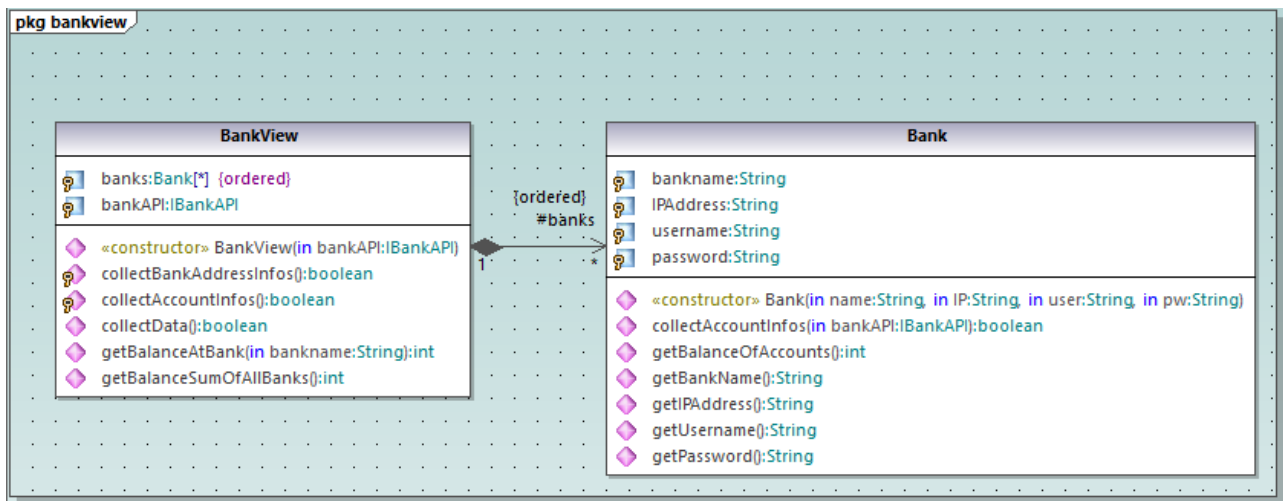 pkg bankview
BankView
banks:Bank[*] {ordered}
bankAPI:IBankAPI
«constructor» BankView(in bankAPI:IBankAPI)
collectBankAddressInfos():boolean
collectAccountInfos():boolean
collectData():boolean
getBalanceAtBank(in bankname:String):int
getBalanceSumOfAllBanks():int
{ordered}
#banks
1
*
Bank
bankname:String
IPAddress:String
username:String
password:String
«constructor» Bank(in name:String, in IP:String, in user:String, in pw:String)
collectAccountInfos(in bankAPI:IBankAPI):boolean
getBalanceOfAccounts():int
getBankName():String
getIPAddress():String
getUsername():String
getPassword():String